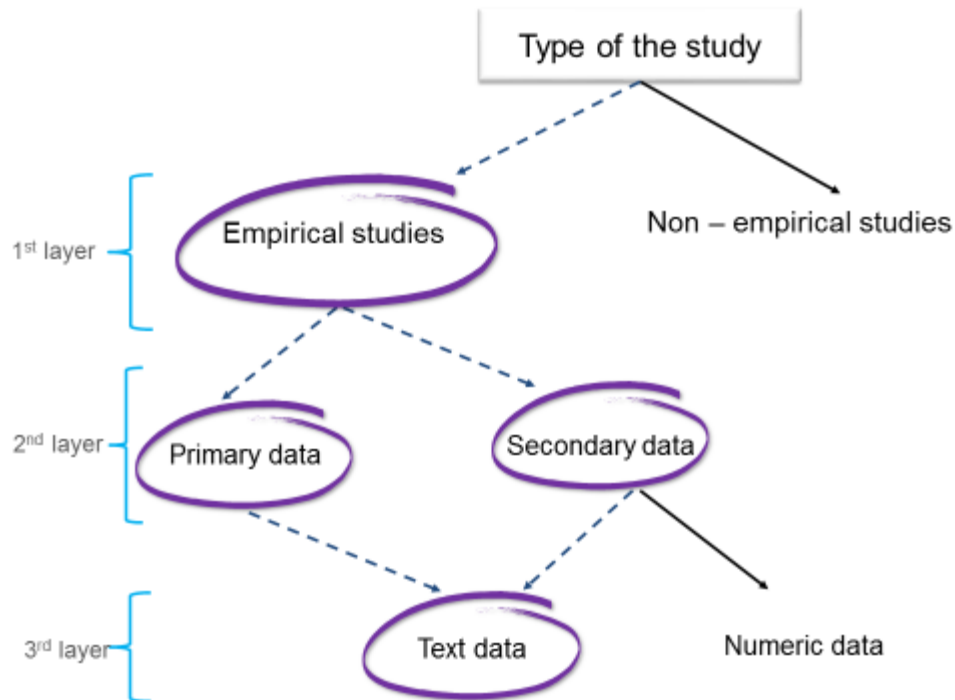 Type of the study
Non – empirical studies
1st layer
Empirical studies
2nd layer
Primary data
Secondary data
3rd layer
Text data
Numeric data